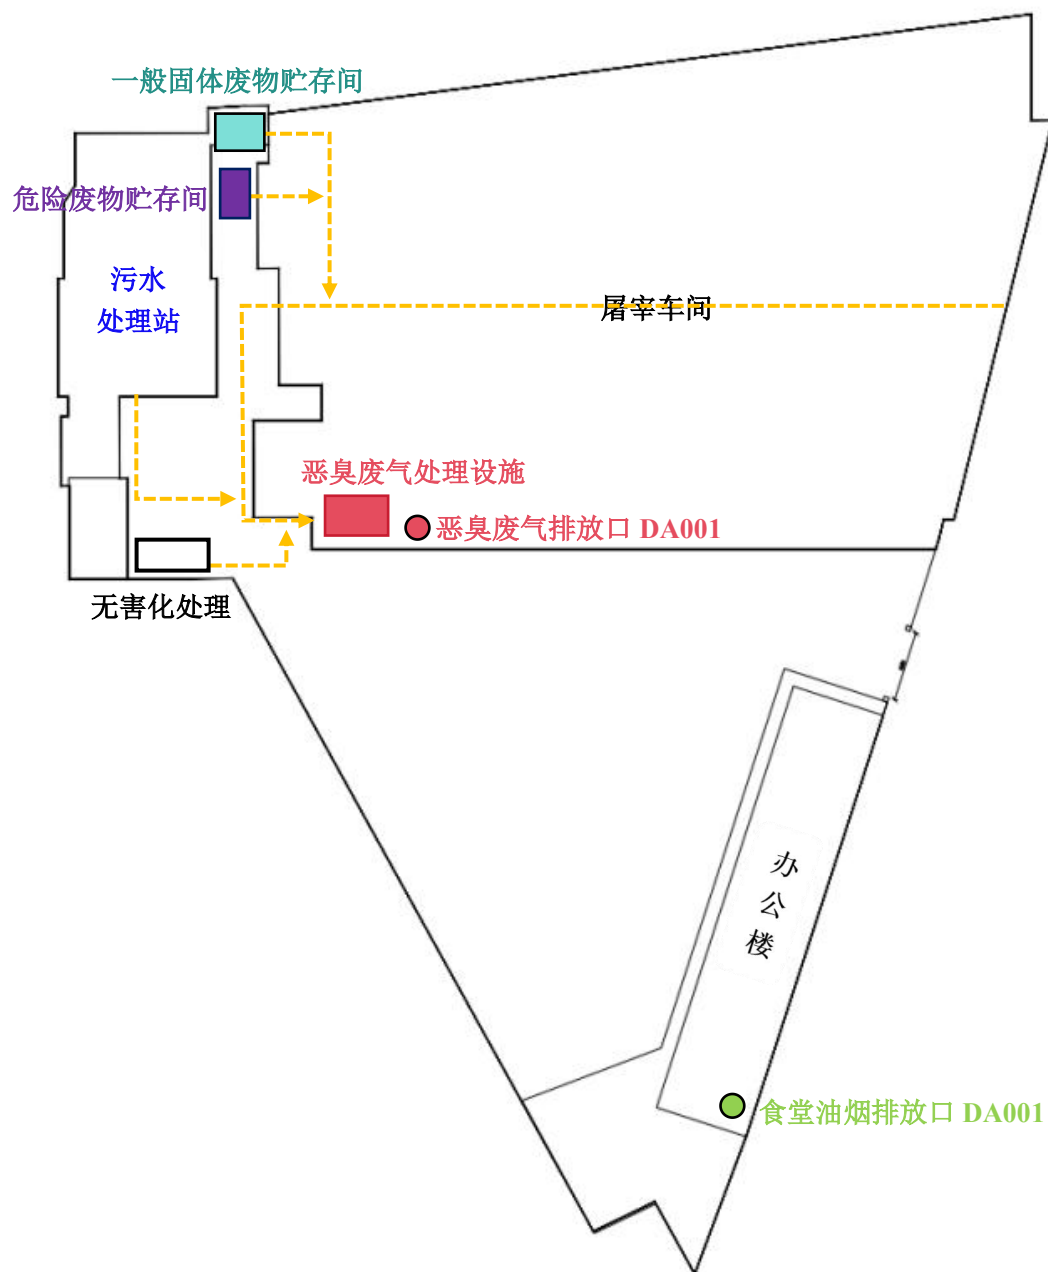 一般固体废物贮存间
危险废物贮存间
污水
处理站
屠宰车间
恶臭废气处理设施
恶臭废气排放口 DA001
无害化处理
办
公
楼
食堂油烟排放口 DA001